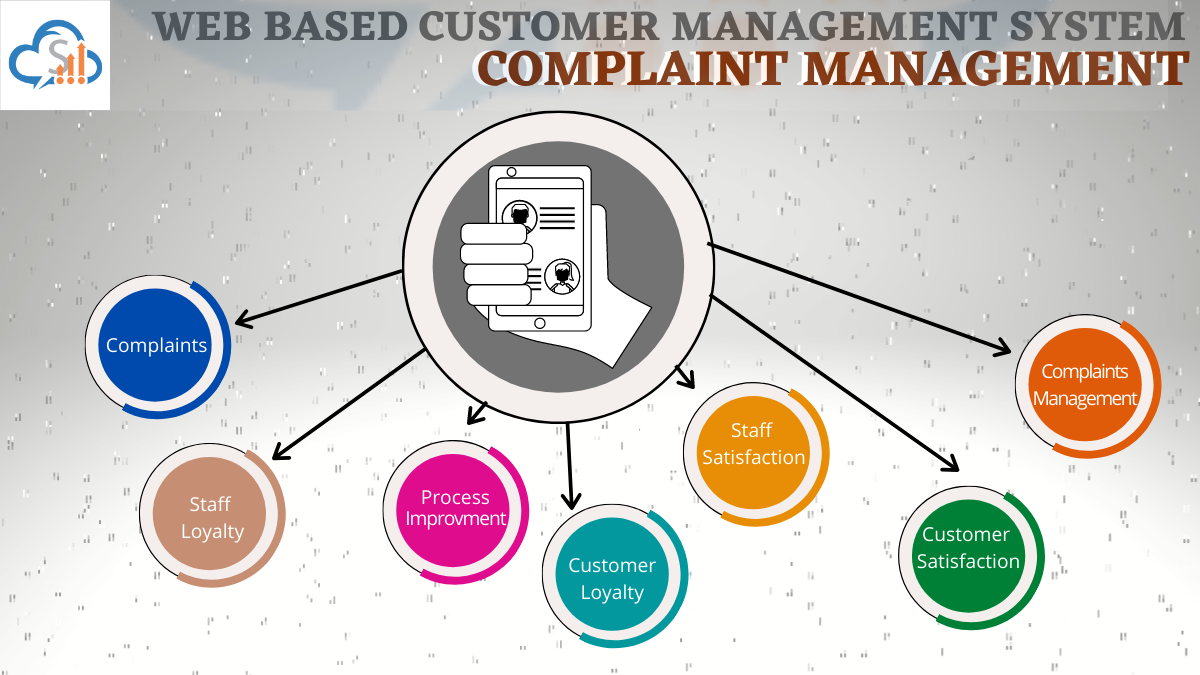 WEB BASED CUSTOMER MANAGEMENT SYSTEM
COMPLAINT MANAGEMENT
S
Complaints
Staff
Loyalty
Process
Improvment
Customer
Loyalty
Staff
Satisfaction
Customer
Satisfaction
Complaints
Management